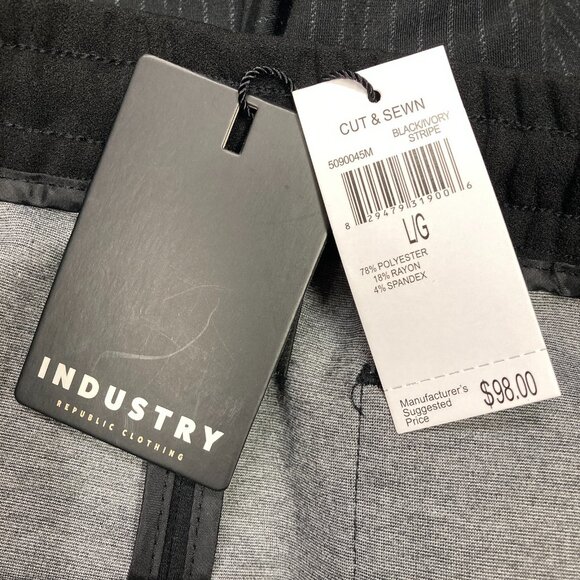 INDUSTRY
REPUBLIC CLOTHING
CUT & SEWN
5090045M
BLACK/IVORY
STRIPE
8 29479 31900 6
L/G
78% POLYESTER
18% RAYON
4% SPANDEX
Manufacturer's
Suggested
Price
$98.00